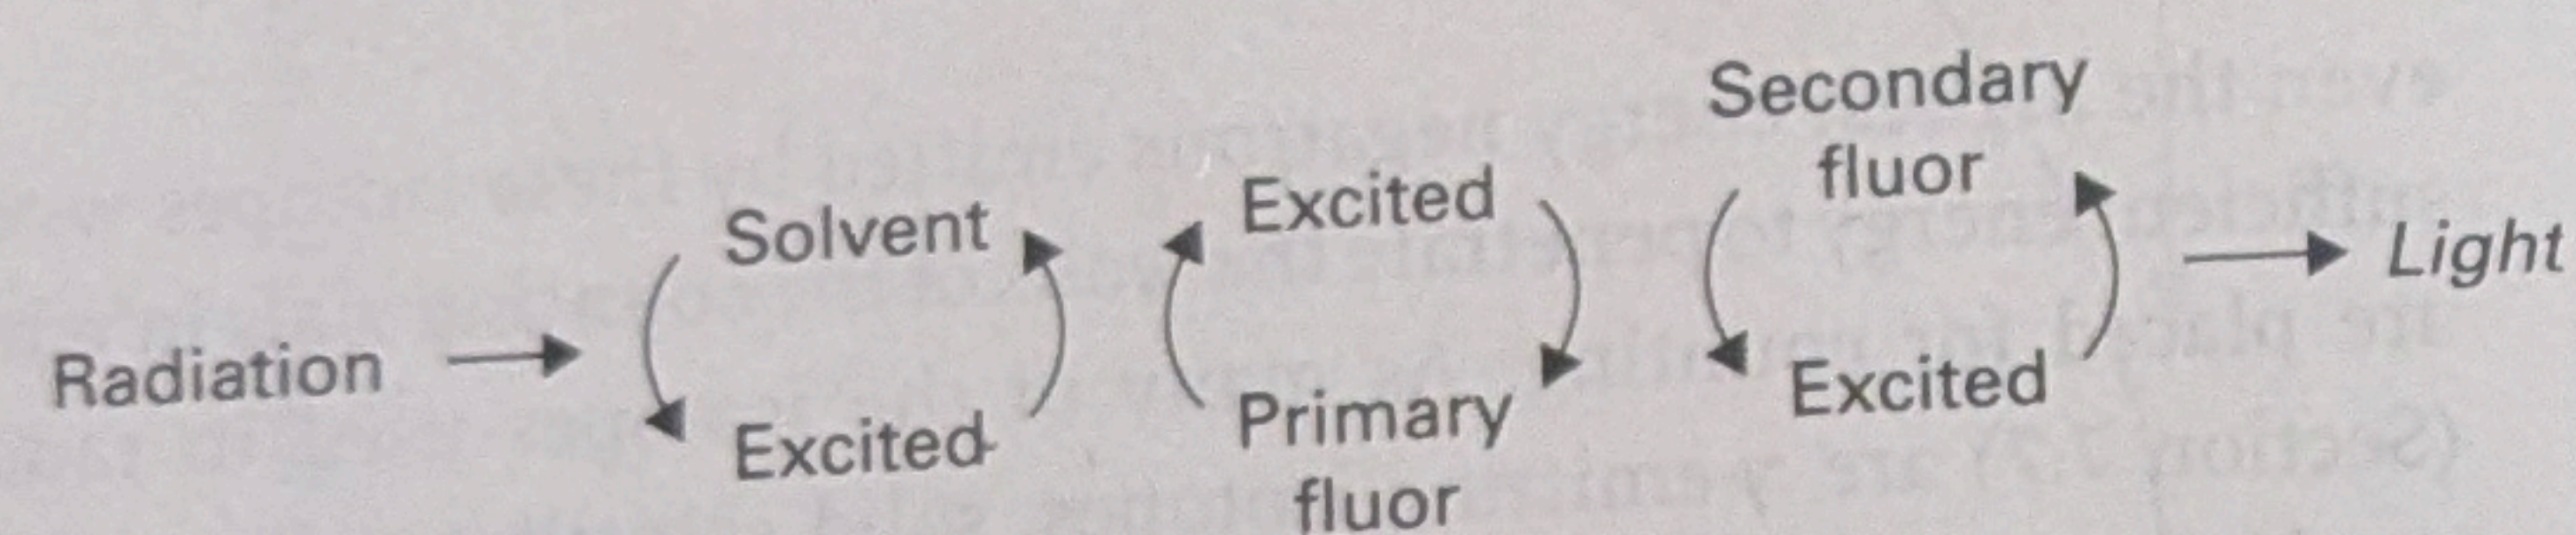 Radiation
Solvent
Excited
Excited
Primary
fluor
Secondary
fluor
Excited
Light